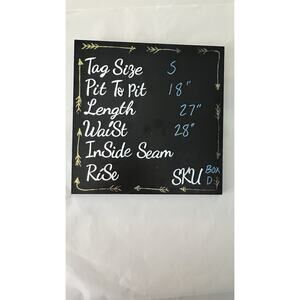 Tag Size S
Pit To Pit 18"
Length 27"
WaiSt 28"
InSide Seam
RiSe SKU Box D